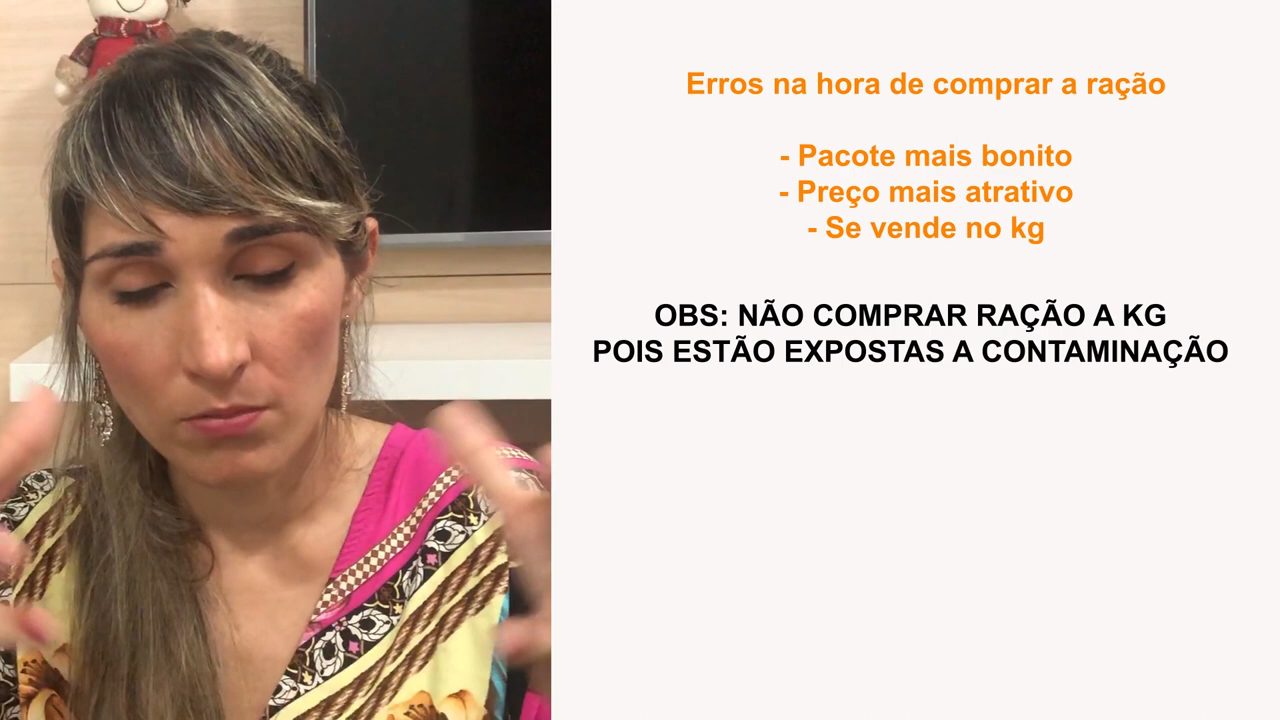 Erros na hora de comprar a ração
- Pacote mais bonito
- Preço mais atrativo
- Se vende no kg
OBS: NÃO COMPRAR RAÇÃO A KG
POIS ESTÃO EXPOSTAS A CONTAMINAÇÃO